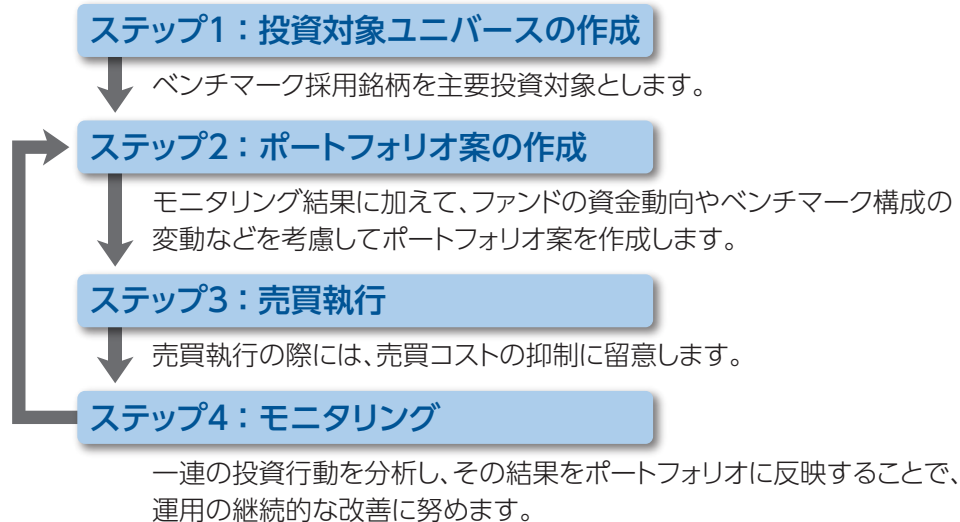 ステップ1：投資対象ユニバースの作成
ベンチマーク採用銘柄を主要投資対象とします。
ステップ2：ポートフォリオ案の作成
モニタリング結果に加えて、ファンドの資金動向やベンチマーク構成の
変動などを考慮してポートフォリオ案を作成します。
ステップ3：売買執行
売買執行の際には、売買コストの抑制に留意します。
ステップ4：モニタリング
一連の投資行動を分析し、その結果をポートフォリオに反映することで、
運用の継続的な改善に努めます。